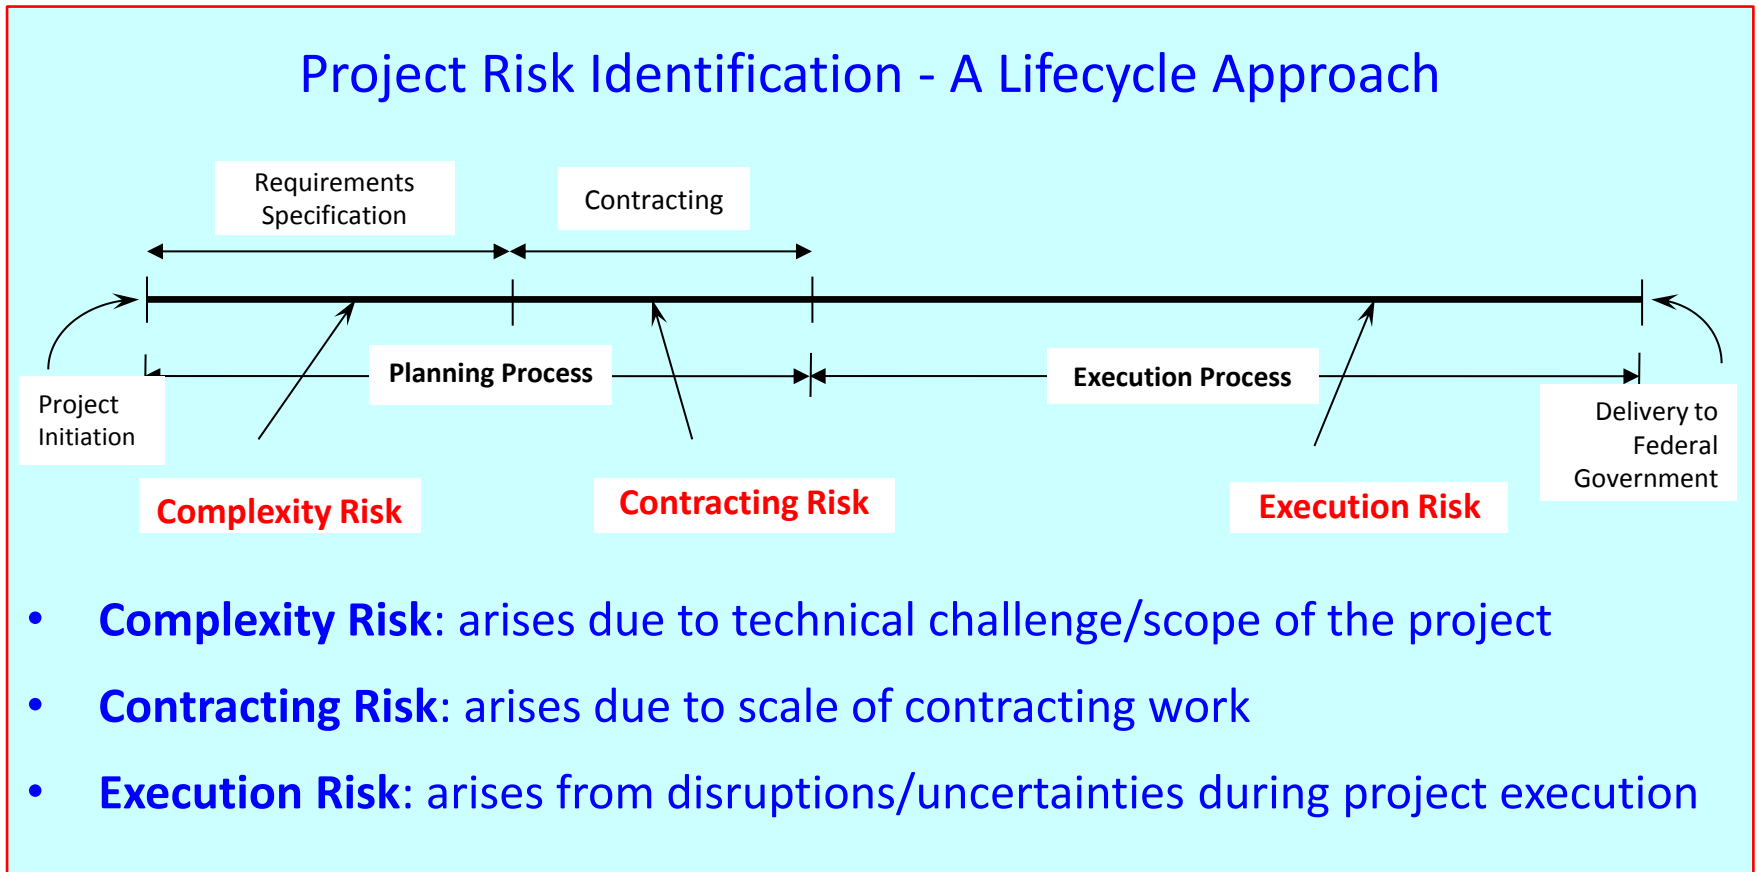 Project Risk Identification - A Lifecycle Approach
Requirements
Specification
Contracting
Planning Process
Execution Process
Project
Initiation
Delivery to
Federal
Government
Complexity Risk
Contracting Risk
Execution Risk
• Complexity Risk: arises due to technical challenge/scope of the project
• Contracting Risk: arises due to scale of contracting work
• Execution Risk: arises from disruptions/uncertainties during project execution